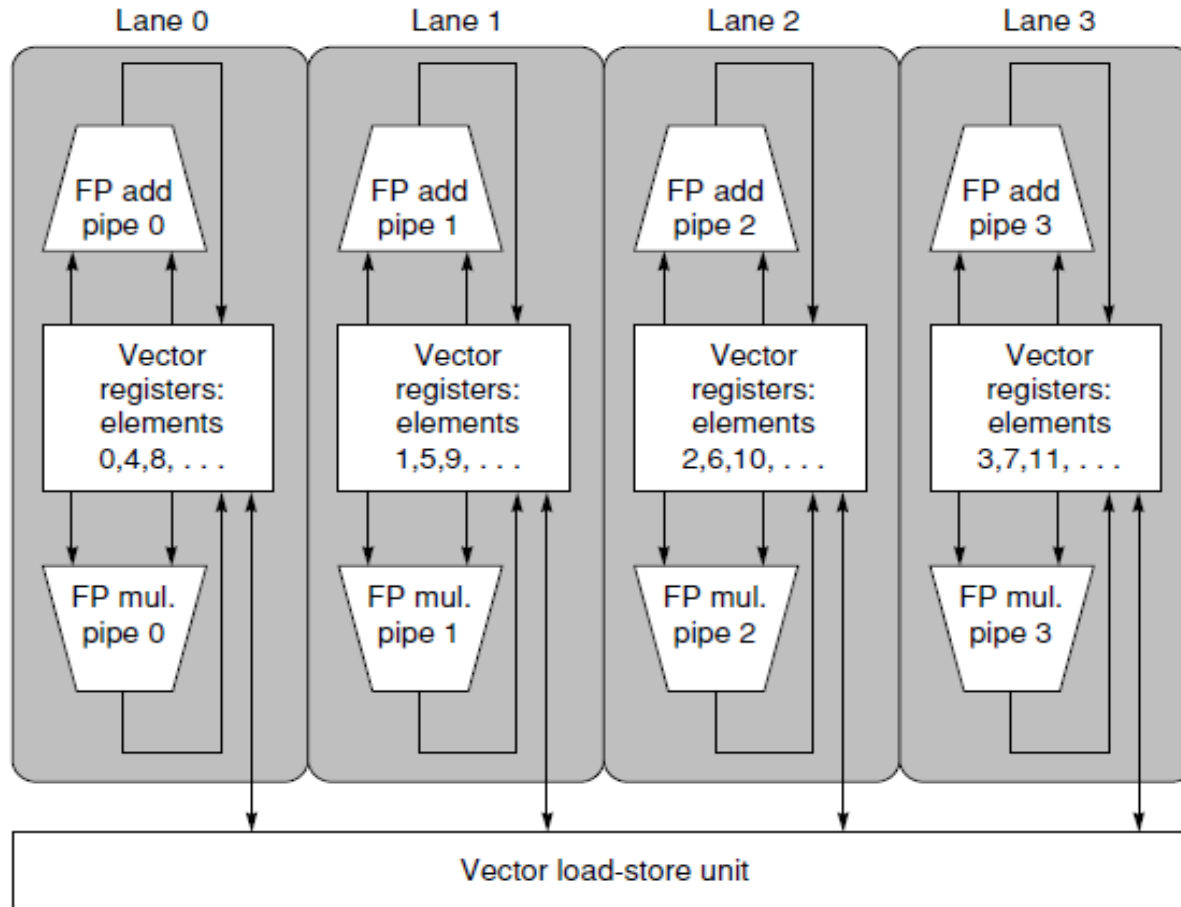 Lane 0
Lane 1
Lane 2
Lane 3
FP add
pipe 0
FP add
pipe 1
FP add
pipe 2
FP add
pipe 3
Vector
registers:
elements
0,4,8, . . .
Vector
registers:
elements
1,5,9, . . .
Vector
registers:
elements
2,6,10, . . .
Vector
registers:
elements
3,7,11, . . .
FP mul.
pipe 0
FP mul.
pipe 1
FP mul.
pipe 2
FP mul.
pipe 3
Vector load-store unit